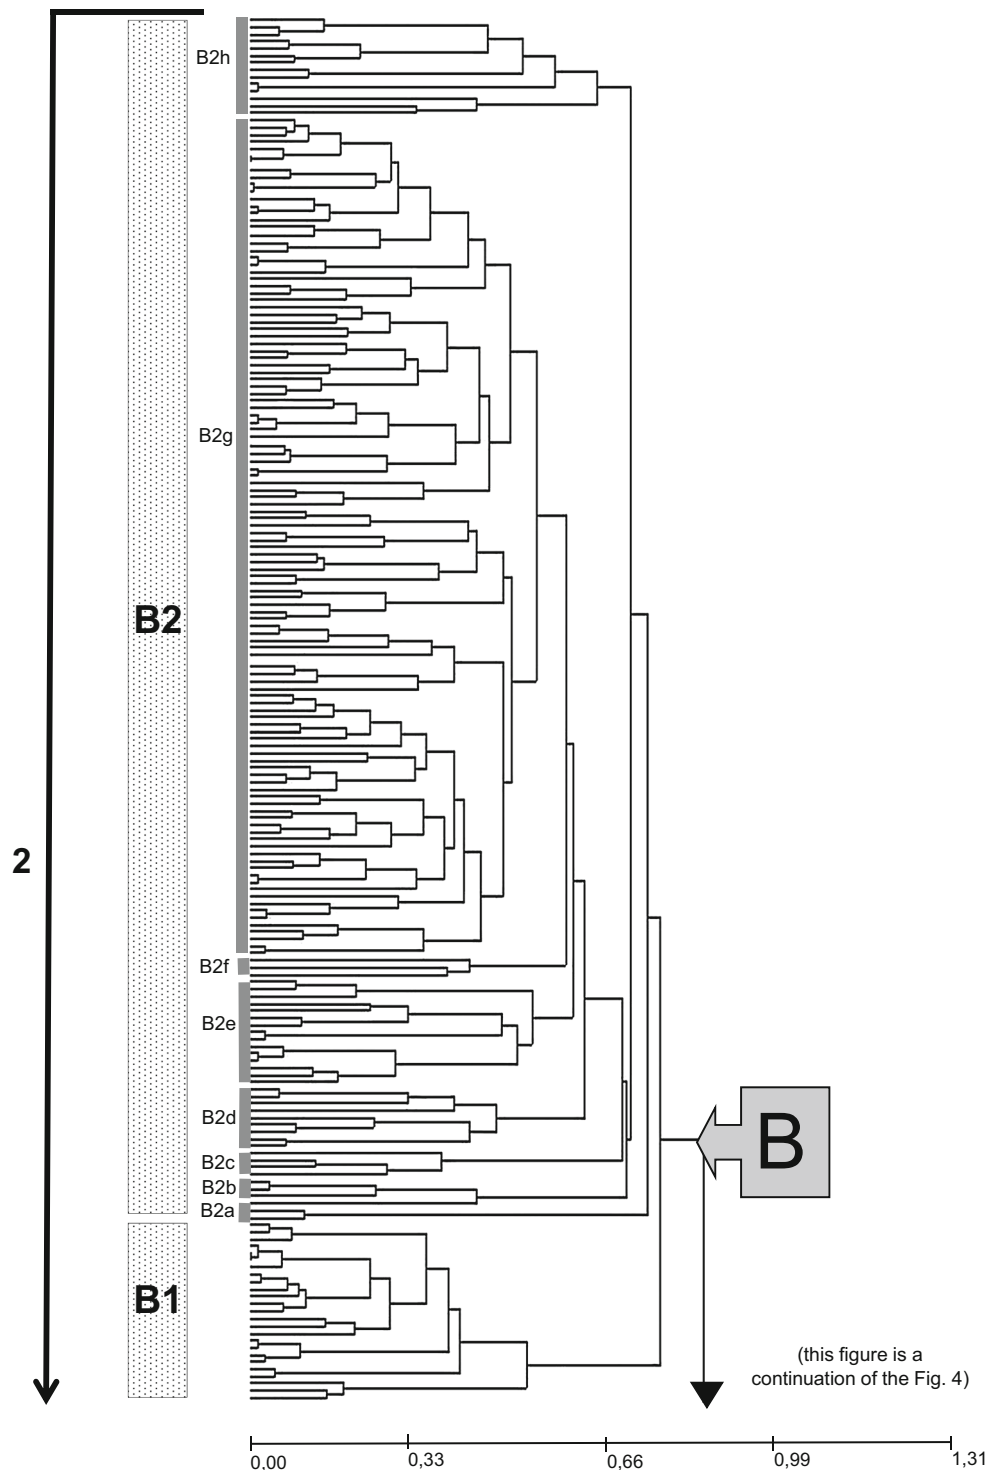 B2h
B2g
B2
2
B2f
B2e
B2d
B
B2c
B2b
B2a
B1
(this figure is a
continuation of the Fig. 4)
0,00 0,33 0,66 0,99 1,31